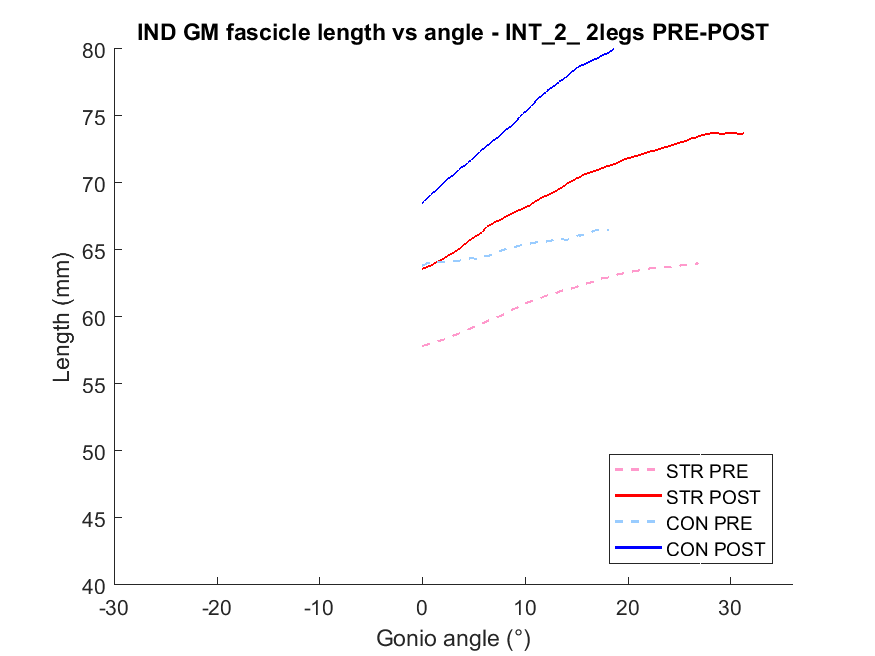 IND GM fascicle length vs angle - INT_2_ 2legs PRE-POST
80
75
70
65
60
55
50
45
40
Length (mm)
-30
-20
-10
0
10
20
30
Gonio angle (°)
STR PRE
STR POST
CON PRE
CON POST